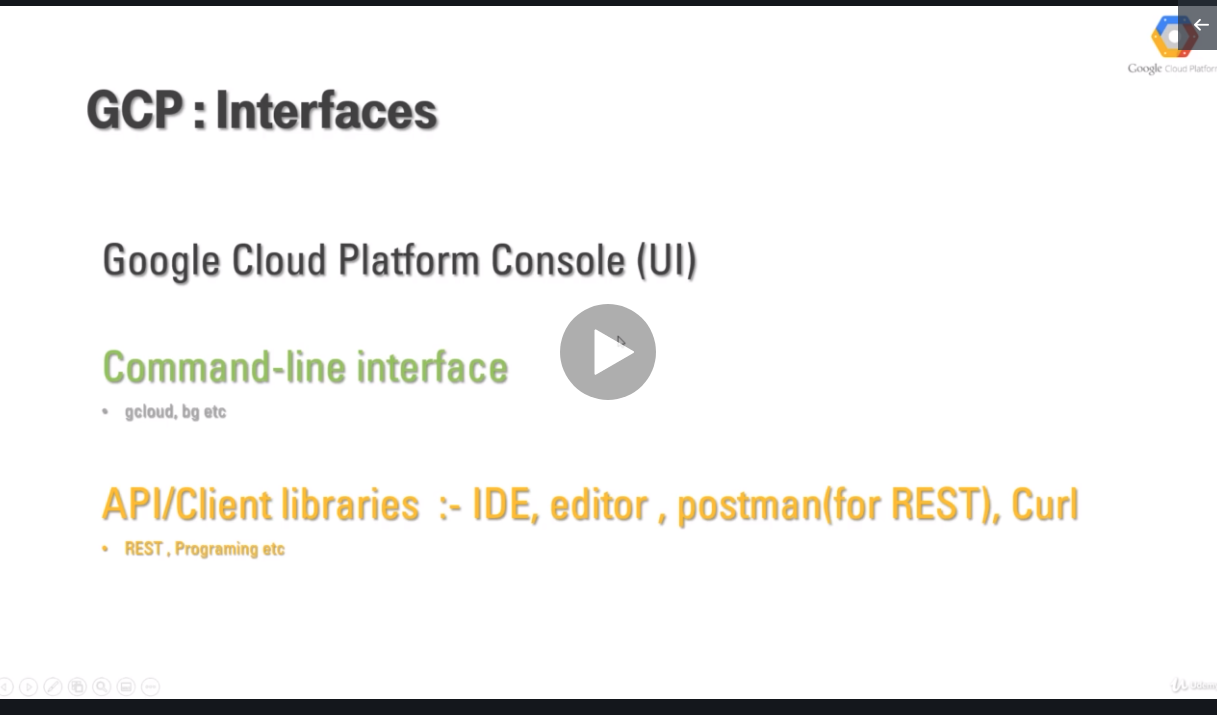 Google Cloud Platform
GCP : Interfaces
Google Cloud Platform Console (UI)
Command-line interface
• gcloud, bg etc
API/Client libraries :- IDE, editor , postman(for REST), Curl
• REST , Programing etc